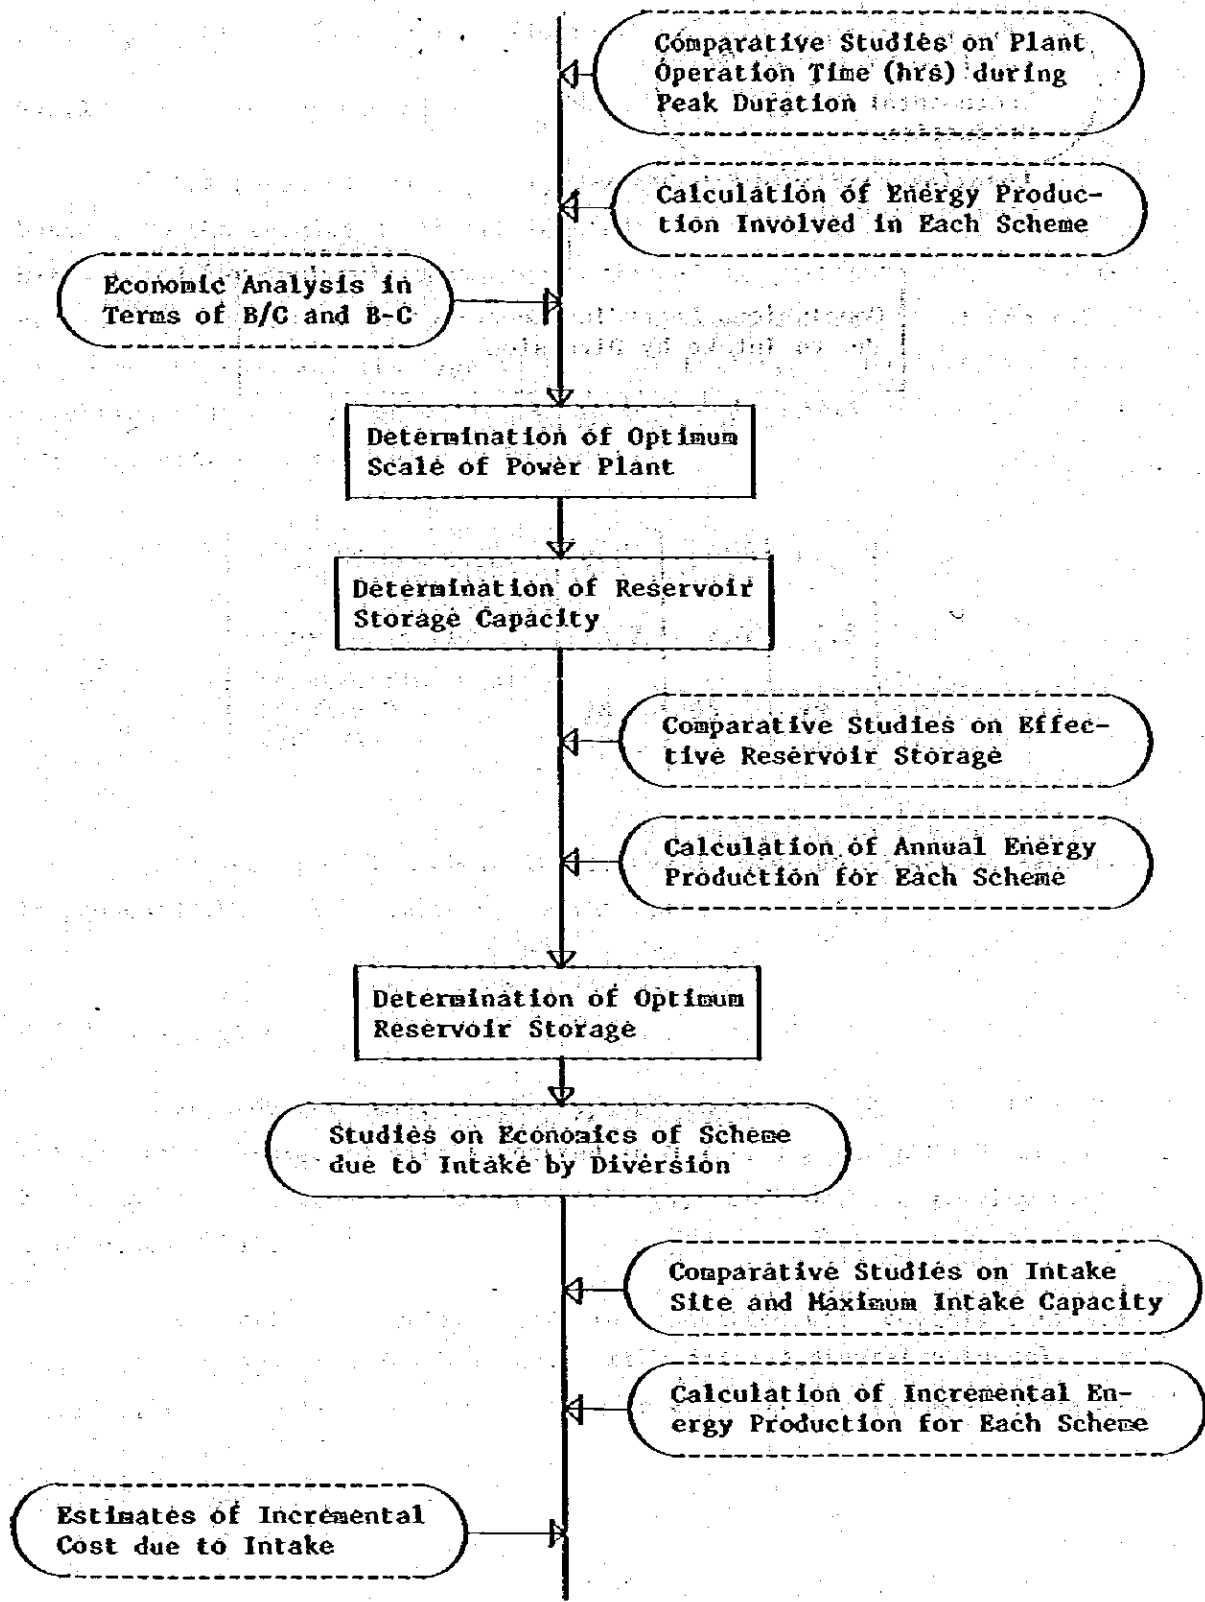 Comparative Studies on Plant
Operation Time (hrs) during
Peak Duration
Calculation of Energy Produc-
tion Involved in Each Scheme
Economic Analysis in
Terms of B/C and B-C
Determination of Optimum
Scale of Power Plant
Determination of Reservoir
Storage Capacity
Comparative Studies on Effec-
tive Reservoir Storage
Calculation of Annual Energy
Production for Each Scheme
Determination of Optimum
Reservoir Storage
Studies on Economics of Scheme
due to Intake by Diversion
Comparative Studies on Intake
Site and Maximum Intake Capacity
Calculation of Incremental En-
ergy Production for Each Scheme
Estimates of Incremental
Cost due to Intake